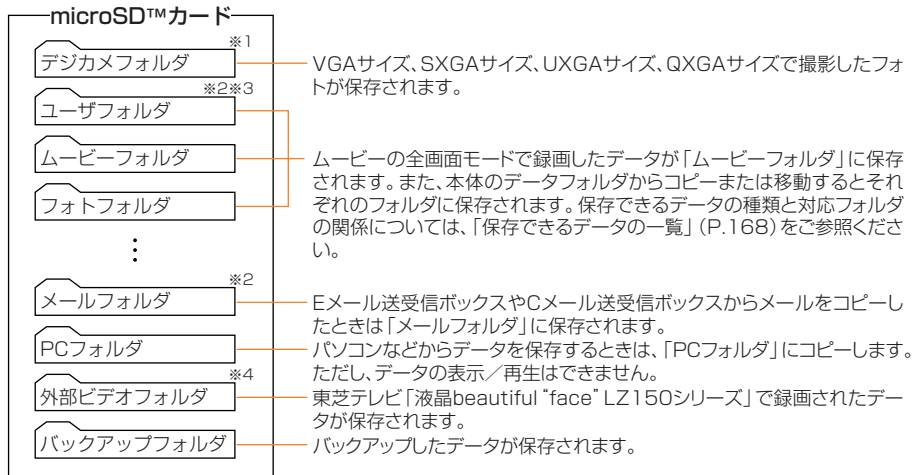 microSD™カード
※1
デジカメフォルダ
VGAサイズ、SXGAサイズ、UXGAサイズ、QXGAサイズで撮影したフォ
トが保存されます。
※2※3
ユーザフォルダ
ムービーフォルダ
フォトフォルダ
ムービーの全画面モードで録画したデータが「ムービーフォルダ」に保存
されます。また、本体のデータフォルダからコピーまたは移動するとそれ
ぞれのフォルダに保存されます。保存できるデータの種類と対応フォルダ
の関係については、「保存できるデータの一覧」(P.168)をご参照くださ
い。
※2
メールフォルダ
Eメール送受信ボックスやCメール送受信ボックスからメールをコピーし
たときは「メールフォルダ」に保存されます。
PCフォルダ
パソコンなどからデータを保存するときは、「PCフォルダ」にコピーします。
ただし、データの表示／再生はできません。
※4
外部ビデオフォルダ
東芝テレビ「液晶beautiful“face”LZ150シリーズ」で録画されたデー
タが保存されます。
バックアップフォルダ
バックアップしたデータが保存されます。